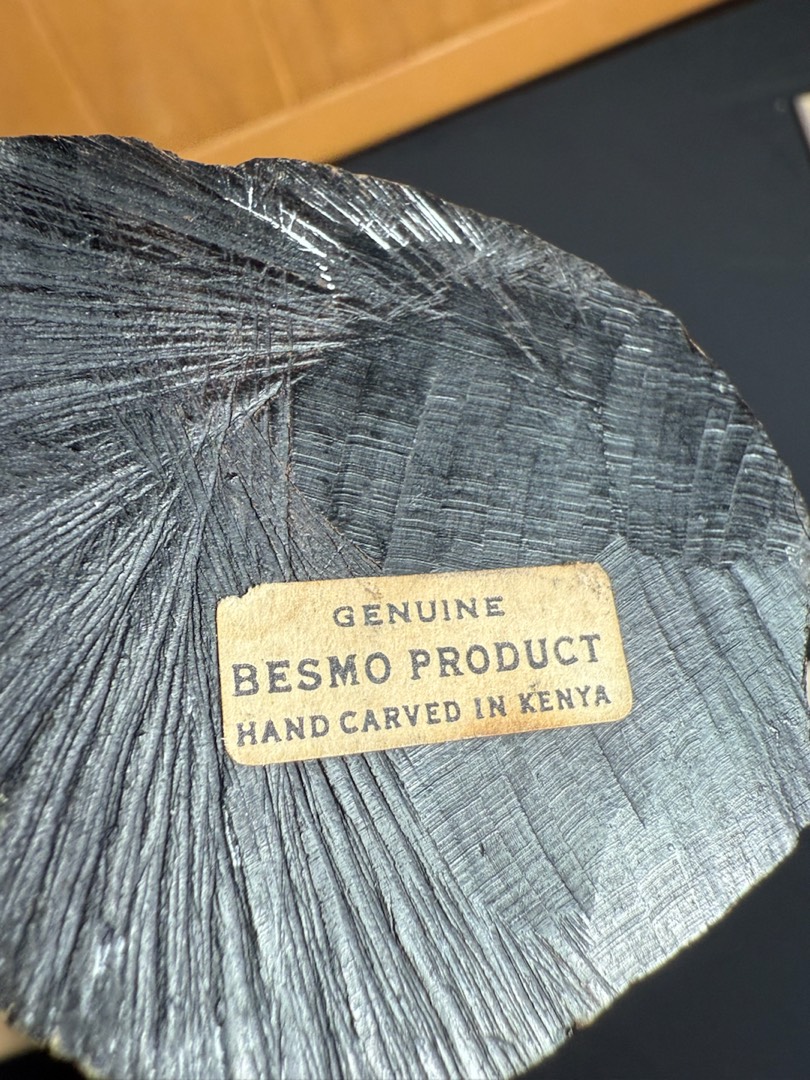 GENUINE
BESMO PRODUCT
HAND CARVED IN KENYA